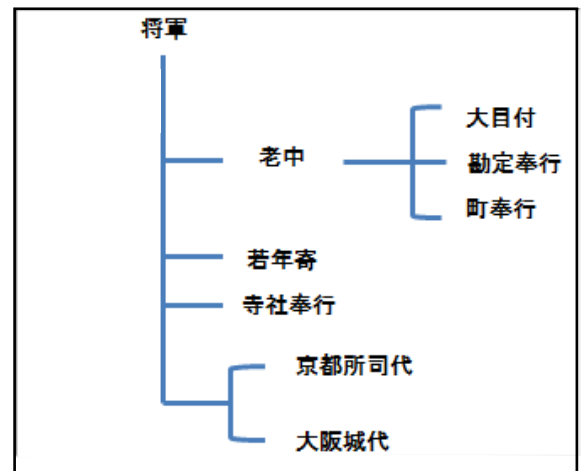 将軍
老中
大目付
勘定奉行
町奉行
若年寄
寺社奉行
京都所司代
大阪城代